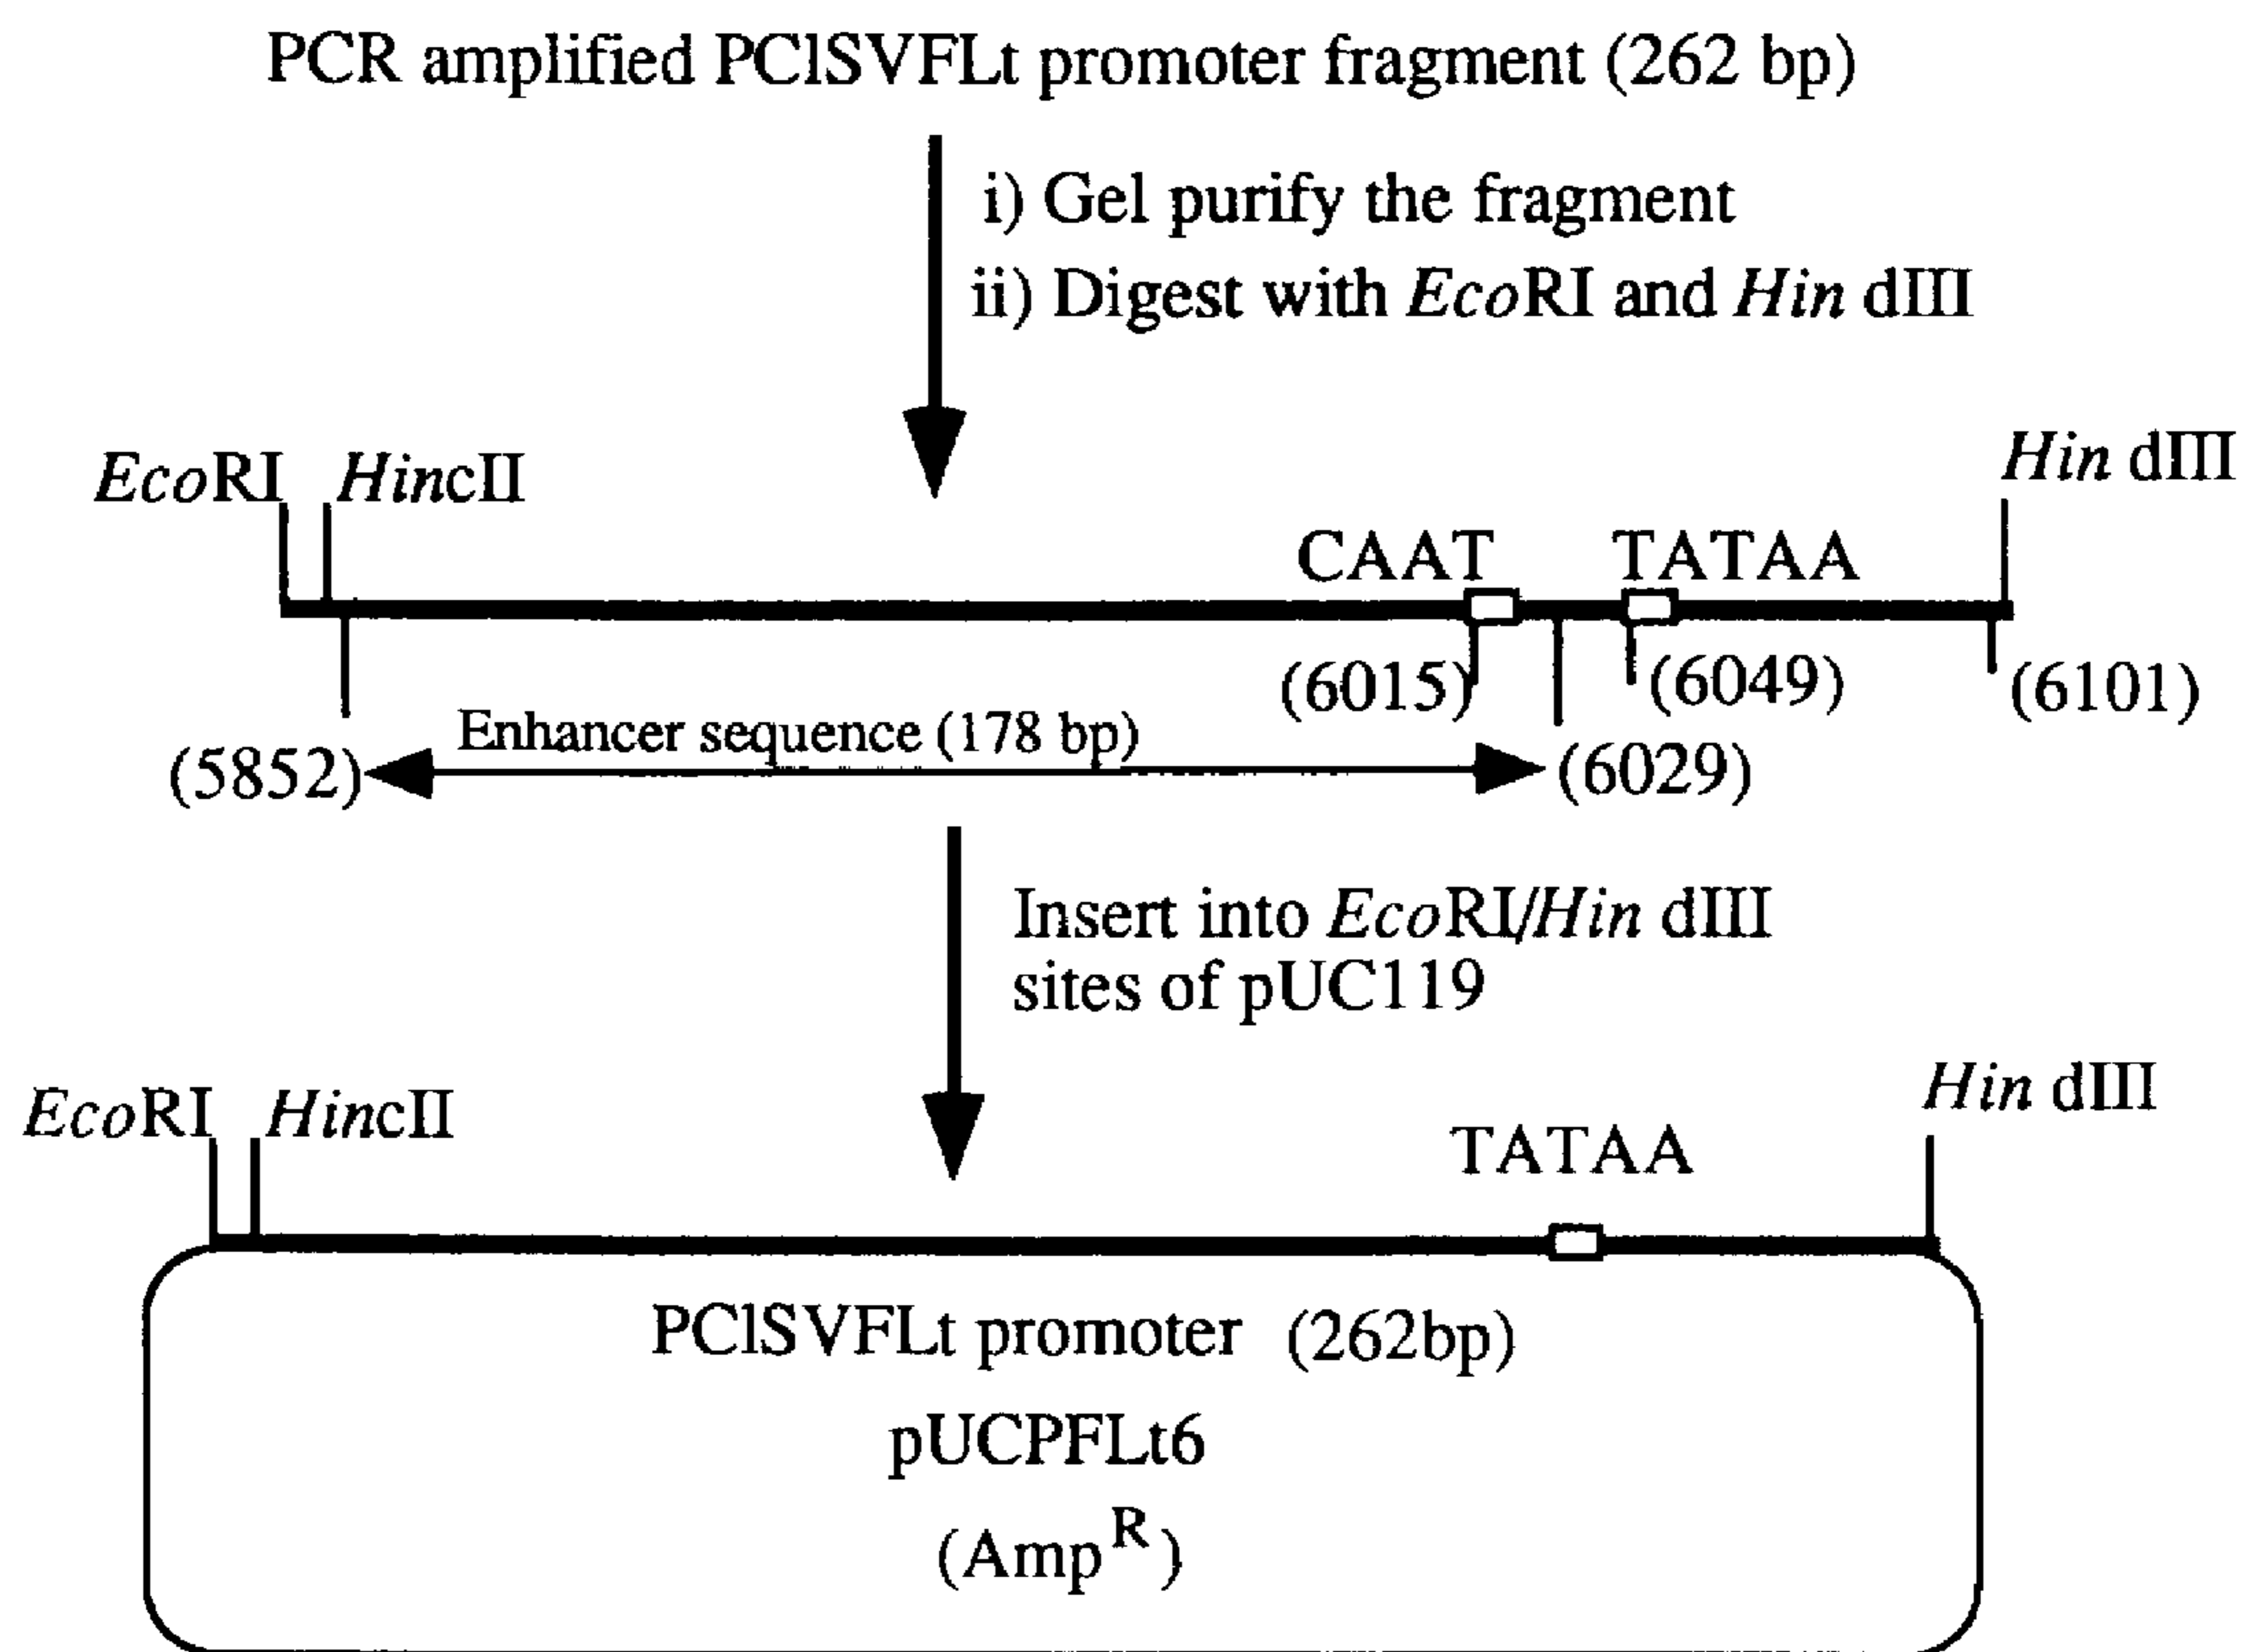 PCR amplified PClSVFLt promoter fragment (262 bp)
i) Gel purify the fragment
ii) Digest with EcoRI and Hin dIII
EcoRI HincII Hin dIII
CAAT TATAA
(6015) (6049) (6101)
Enhancer sequence (178 bp)
(5852) (6029)
Insert into EcoRI/Hin dIII
sites of pUC119
EcoRI HincII Hin dIII
TATAA
PClSVFLt promoter (262bp)
pUCPFLt6
(Amp^R)